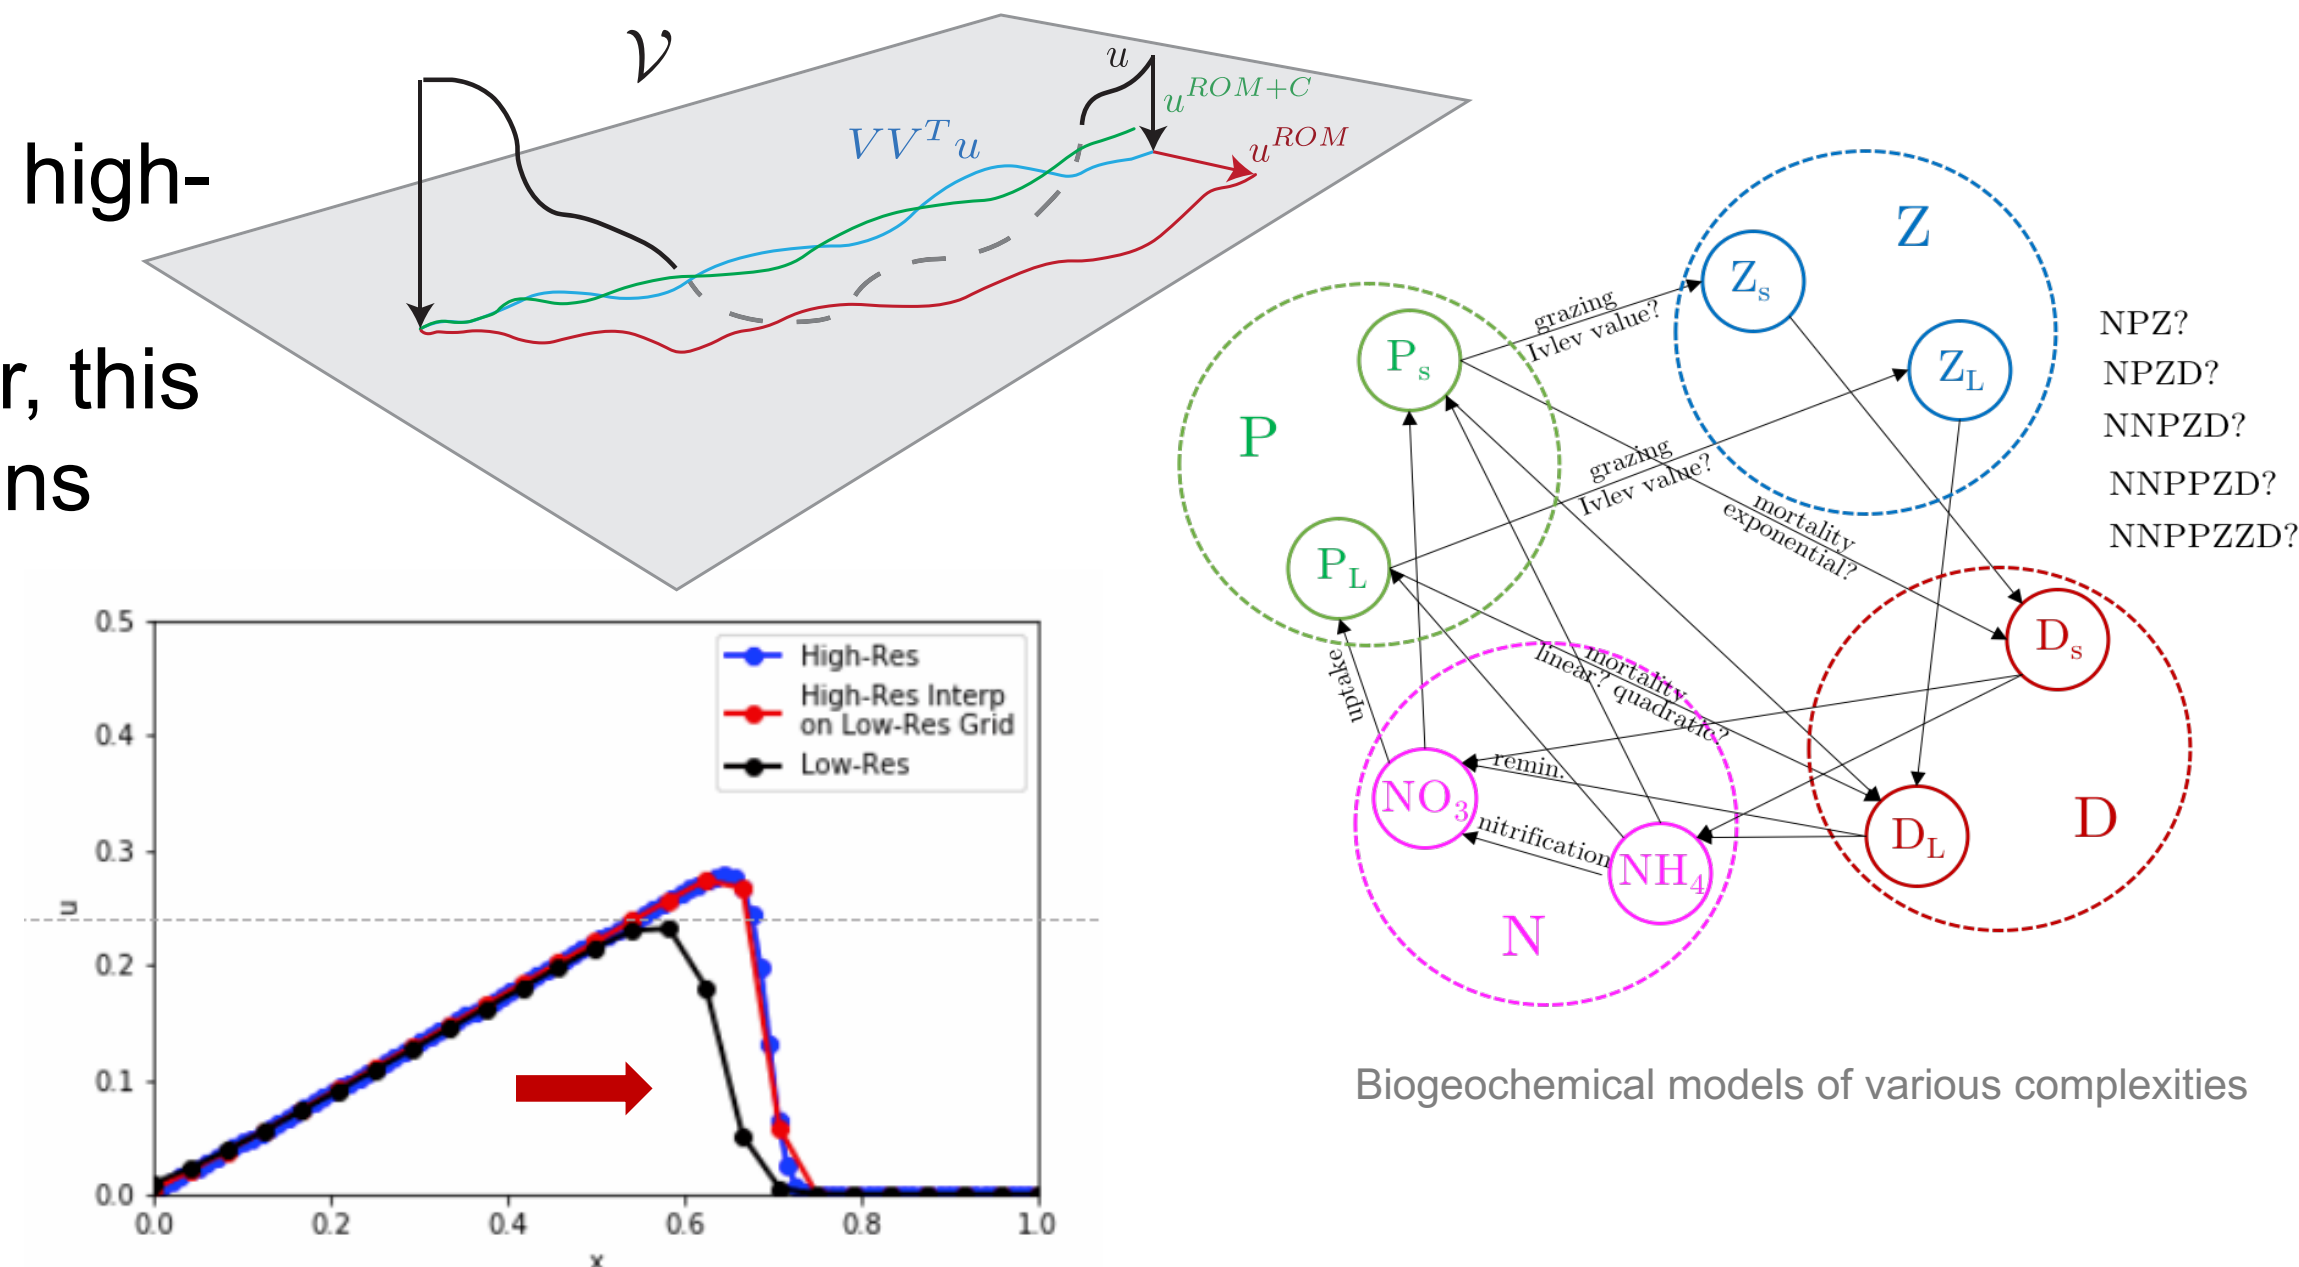 high-
r, this
ns
𝒱
u
u^{ROM+C}
VV^T u
u^{ROM}
0.5
0.4
0.3
0.2
0.1
0.0
u
0.0 0.2 0.4 0.6 0.8 1.0
x
High-Res
High-Res Interp
on Low-Res Grid
Low-Res
Z
Z_s
Z_L
P
P_s
P_L
grazing
Ivlev value?
grazing
Ivlev value?
mortality
exponential?
mortality
linear? quadratic?
uptake
remin.
nitrification
NO_3
NH_4
N
D_s
D_L
D
NPZ?
NPZD?
NNPZD?
NNPPZD?
NNPPZZD?
Biogeochemical models of various complexities